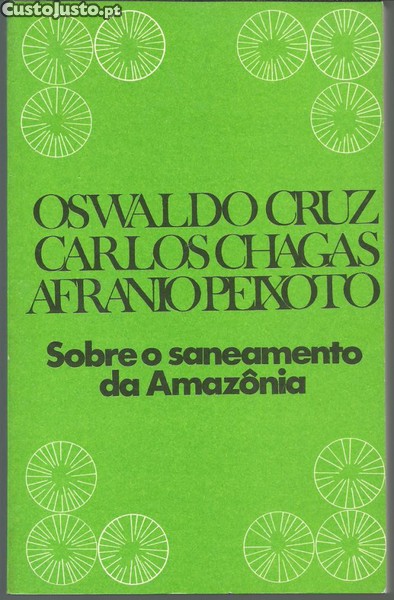 CustoJusto.pt
OSWALDO CRUZ
CARLOS CHAGAS
AFRANIO PEIXOTO
Sobre o saneamento
da Amazônia